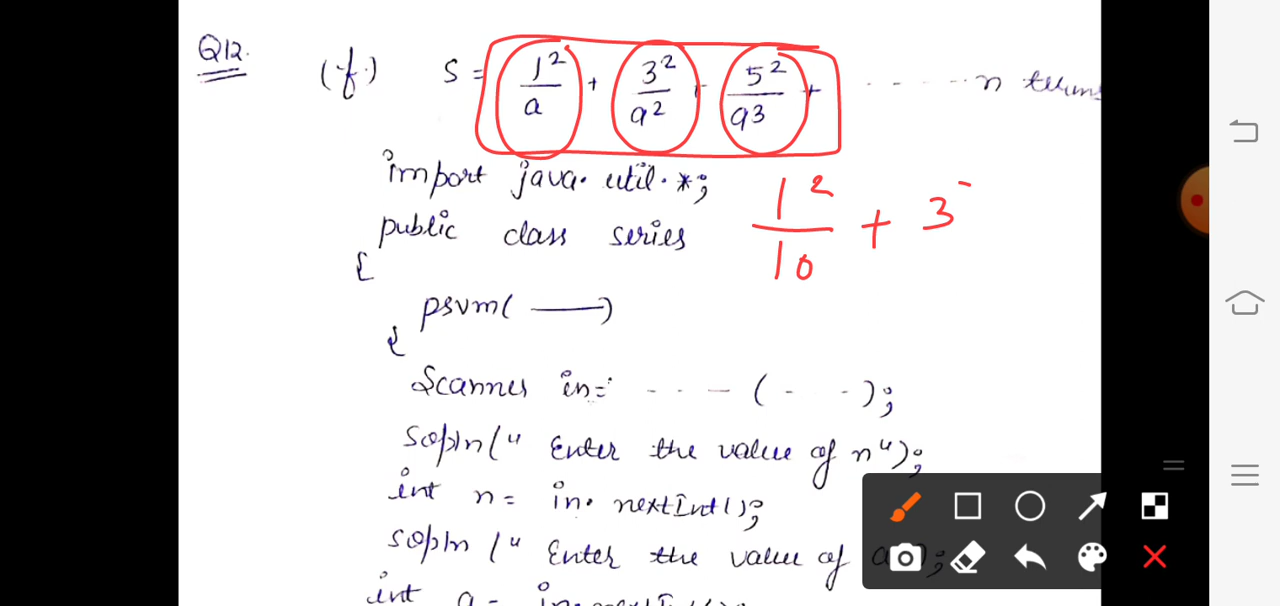 Q12.
(f.) S = 1²/a + 3²/a² + 5²/a³ + ........ n terms
import java.util.*;
public class series
1²/10 + 3
{
psvm( —— )
{
Scanner in= ---- (- - -);
sopln(" Enter the value of n");
int n= in.nextInt();
sopln (" Enter the value of a
int a=